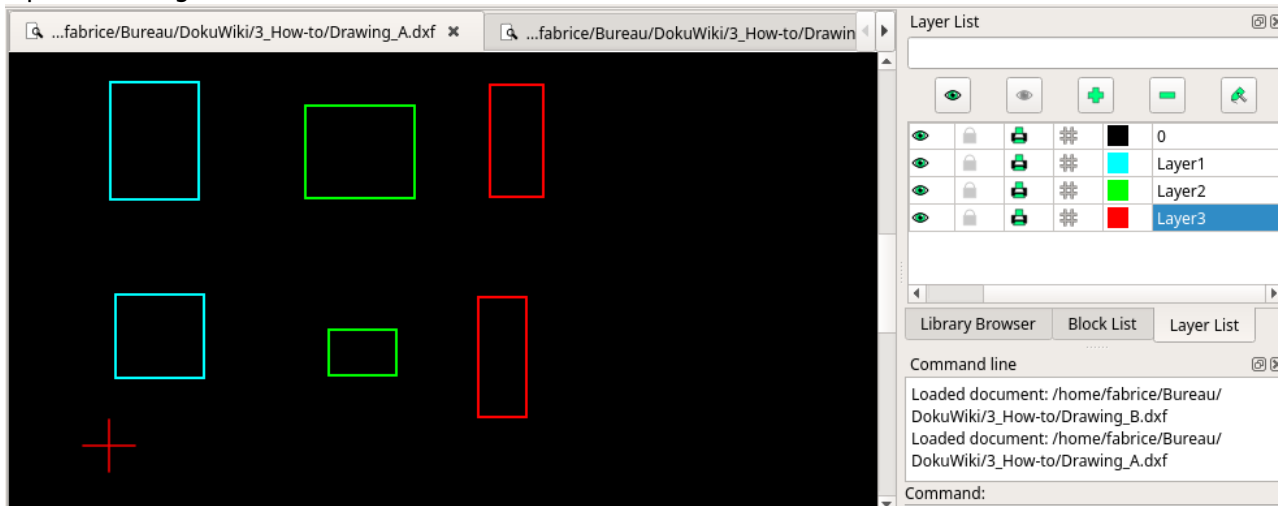 ...fabrice/Bureau/DokuWiki/3_How-to/Drawing_A.dxf
...fabrice/Bureau/DokuWiki/3_How-to/Drawin
Layer List
0
Layer1
Layer2
Layer3
Library Browser
Block List
Layer List
Command line
Loaded document: /home/fabrice/Bureau/
DokuWiki/3_How-to/Drawing_B.dxf
Loaded document: /home/fabrice/Bureau/
DokuWiki/3_How-to/Drawing_A.dxf
Command: